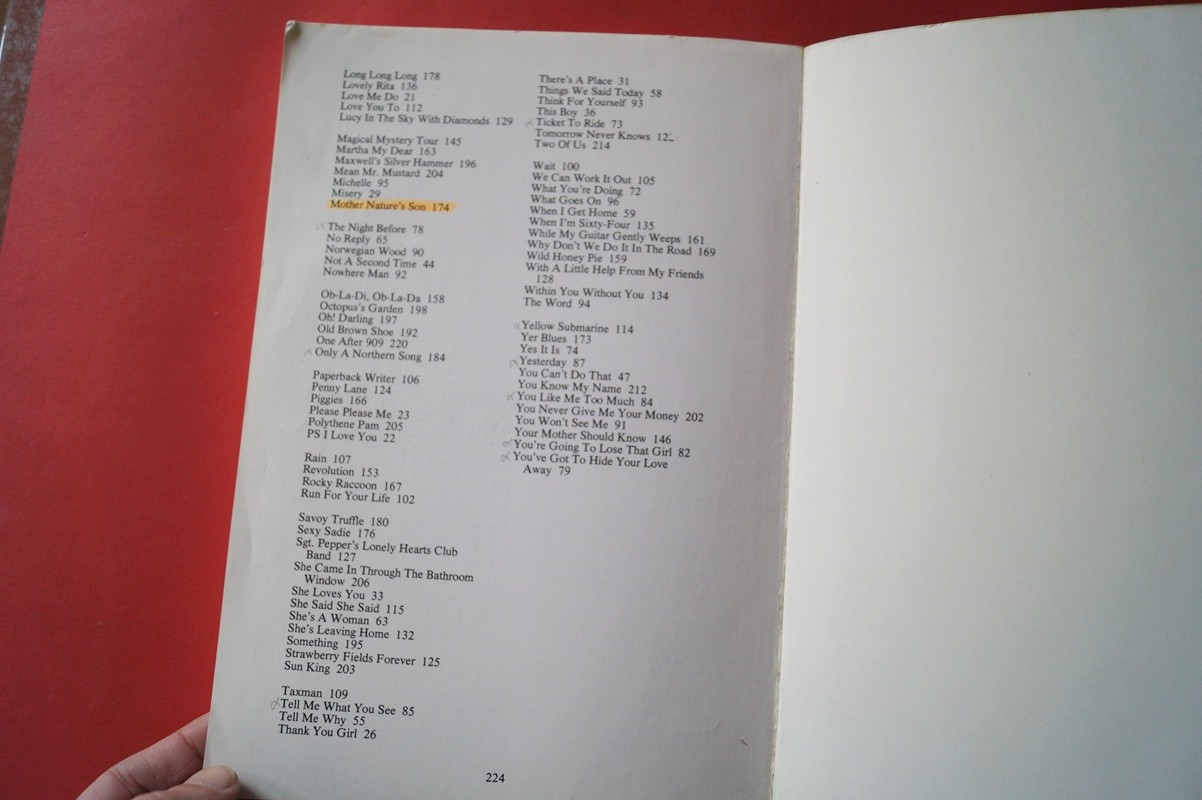 Long Long Long 178
Lovely Rita 136
Love Me Do 21
Love You To 112
Lucy In The Sky With Diamonds 129
Magical Mystery Tour 145
Martha My Dear 163
Maxwell's Silver Hammer 196
Mean Mr. Mustard 204
Michelle 95
Misery 29
Mother Nature's Son 174
The Night Before 78
No Reply 65
Norwegian Wood 90
Not A Second Time 44
Nowhere Man 92
Ob-La-Di, Ob-La-Da 158
Octopus's Garden 198
Oh! Darling 197
Old Brown Shoe 192
One After 909 220
Only A Northern Song 184
Paperback Writer 106
Penny Lane 124
Piggies 166
Please Please Me 23
Polythene Pam 205
PS I Love You 22
Rain 107
Revolution 153
Rocky Raccoon 167
Run For Your Life 102
Savoy Truffle 180
Sexy Sadie 176
Sgt. Pepper's Lonely Hearts Club
Band 127
She Came In Through The Bathroom
Window 206
She Loves You 33
She Said She Said 115
She's A Woman 63
She's Leaving Home 132
Something 195
Strawberry Fields Forever 125
Sun King 203
Taxman 109
Tell Me What You See 85
Tell Me Why 55
Thank You Girl 26
There's A Place 31
Things We Said Today 58
Think For Yourself 93
This Boy 36
Ticket To Ride 73
Tomorrow Never Knows 122
Two Of Us 214
Wait 100
We Can Work It Out 105
What You're Doing 72
What Goes On 96
When I Get Home 59
When I'm Sixty-Four 135
While My Guitar Gently Weeps 161
Why Don't We Do It In The Road 169
Wild Honey Pie 159
With A Little Help From My Friends
128
Within You Without You 134
The Word 94
Yellow Submarine 114
Yer Blues 173
Yes It Is 74
Yesterday 87
You Can't Do That 47
You Know My Name 212
You Like Me Too Much 84
You Never Give Me Your Money 202
You Won't See Me 91
Your Mother Should Know 146
You're Going To Lose That Girl 82
You've Got To Hide Your Love
Away 79
224